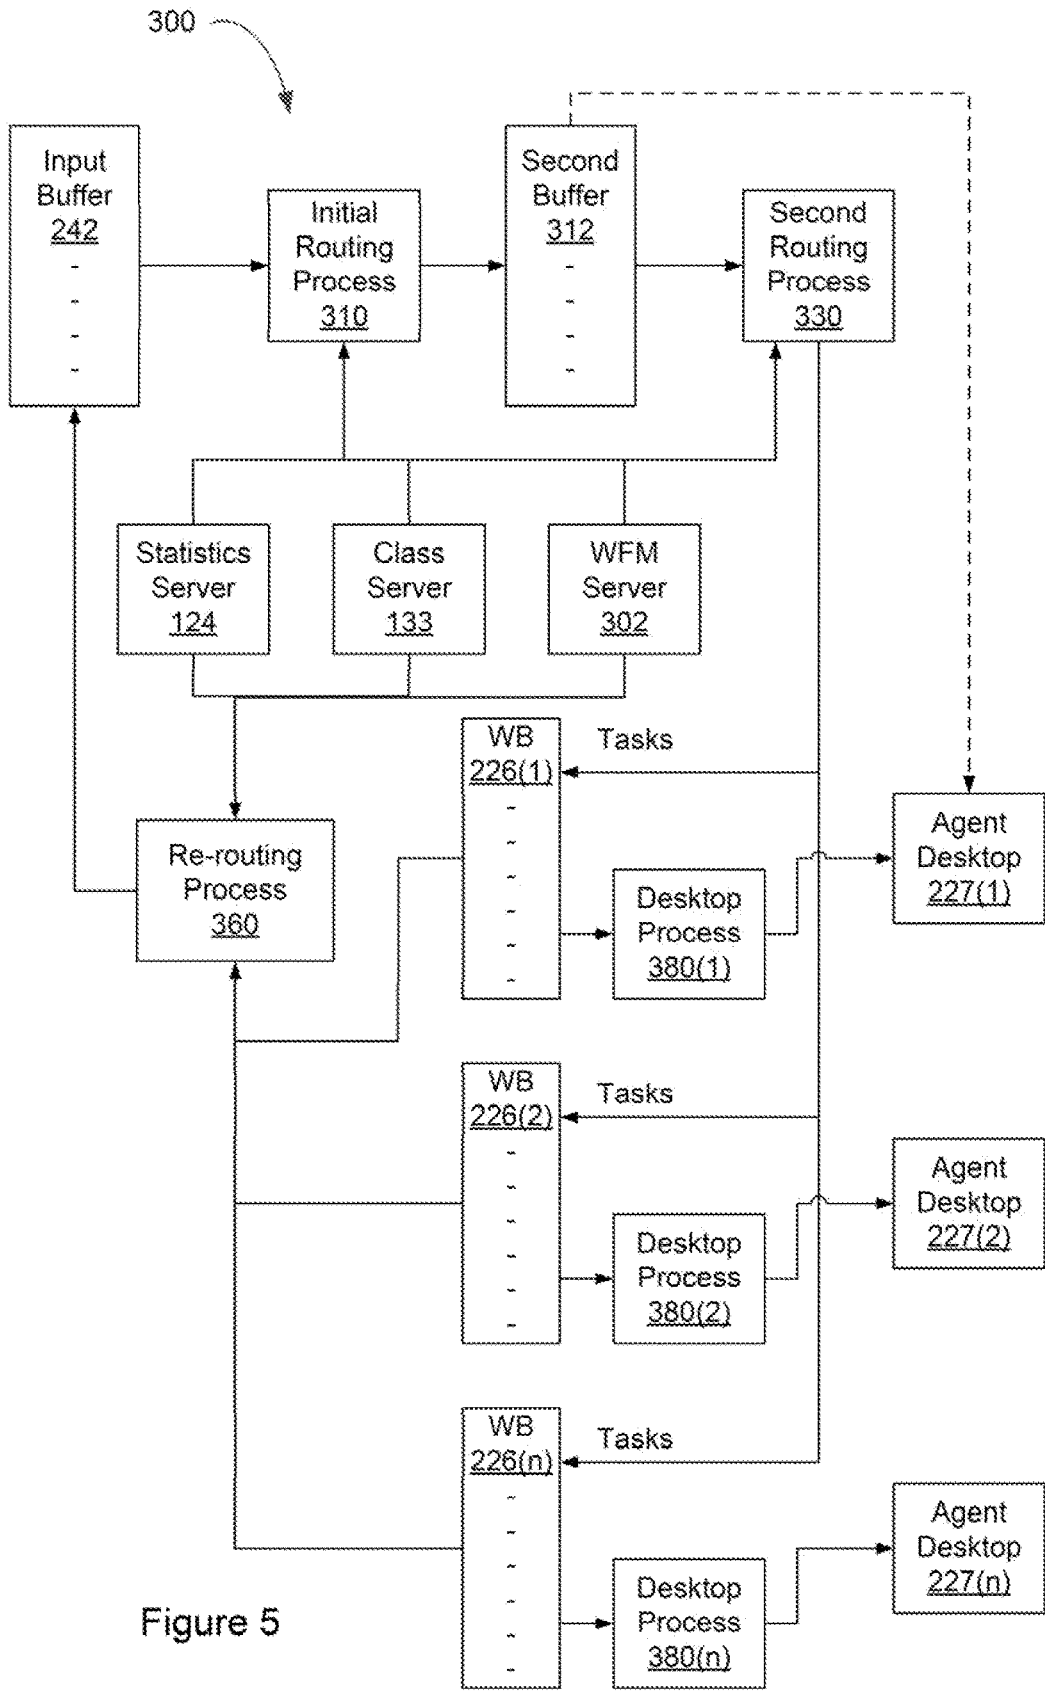 300
Input
Buffer
242
Initial
Routing
Process
310
Second
Buffer
312
Second
Routing
Process
330
Statistics
Server
124
Class
Server
133
WFM
Server
302
WB
226(1)
Tasks
Agent
Desktop
227(1)
Re-routing
Process
360
Desktop
Process
380(1)
WB
226(2)
Tasks
Agent
Desktop
227(2)
Desktop
Process
380(2)
WB
226(n)
Tasks
Agent
Desktop
227(n)
Desktop
Process
380(n)
Figure 5